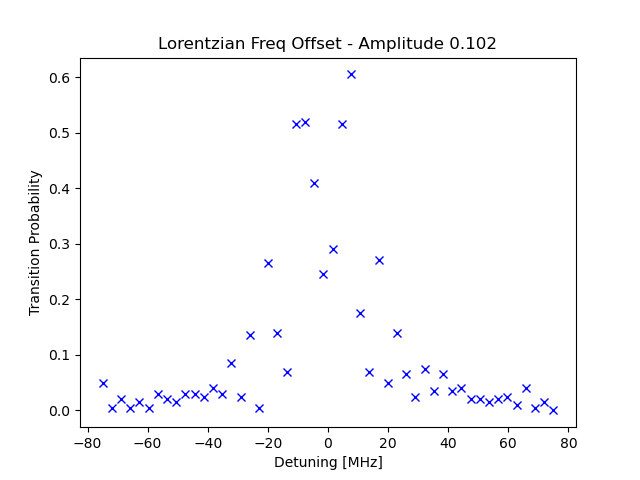 Lorentzian Freq Offset - Amplitude 0.102
Transition Probability
0.6
0.5
0.4
0.3
0.2
0.1
0.0
−80 −60 −40 −20 0 20 40 60 80
Detuning [MHz]